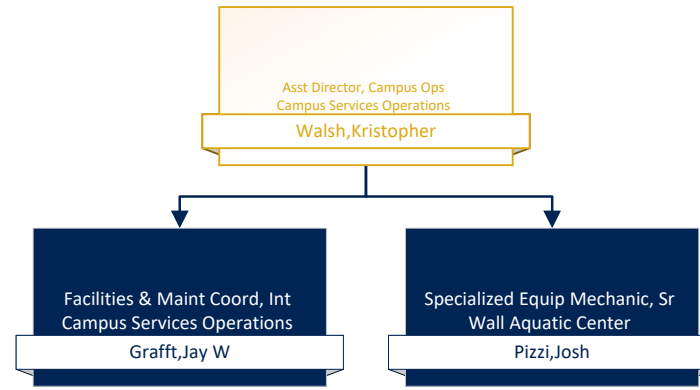 Asst Director, Campus Ops
Campus Services Operations
Walsh,Kristopher
Facilities & Maint Coord, Int
Campus Services Operations
Grafft,Jay W
Specialized Equip Mechanic, Sr
Wall Aquatic Center
Pizzi,Josh